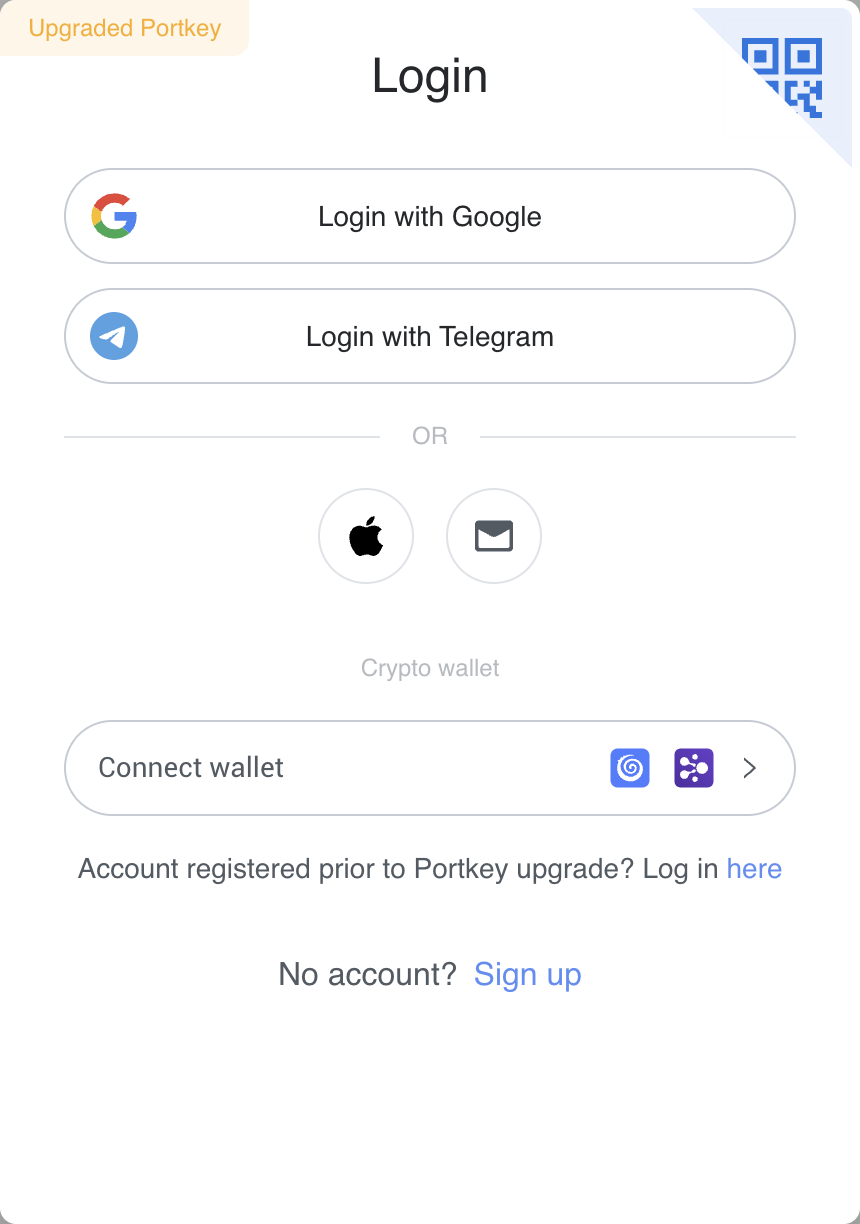 Upgraded Portkey
Login
Login with Google
Login with Telegram
OR
Crypto wallet
Connect wallet
Account registered prior to Portkey upgrade? Log in here
No account? Sign up